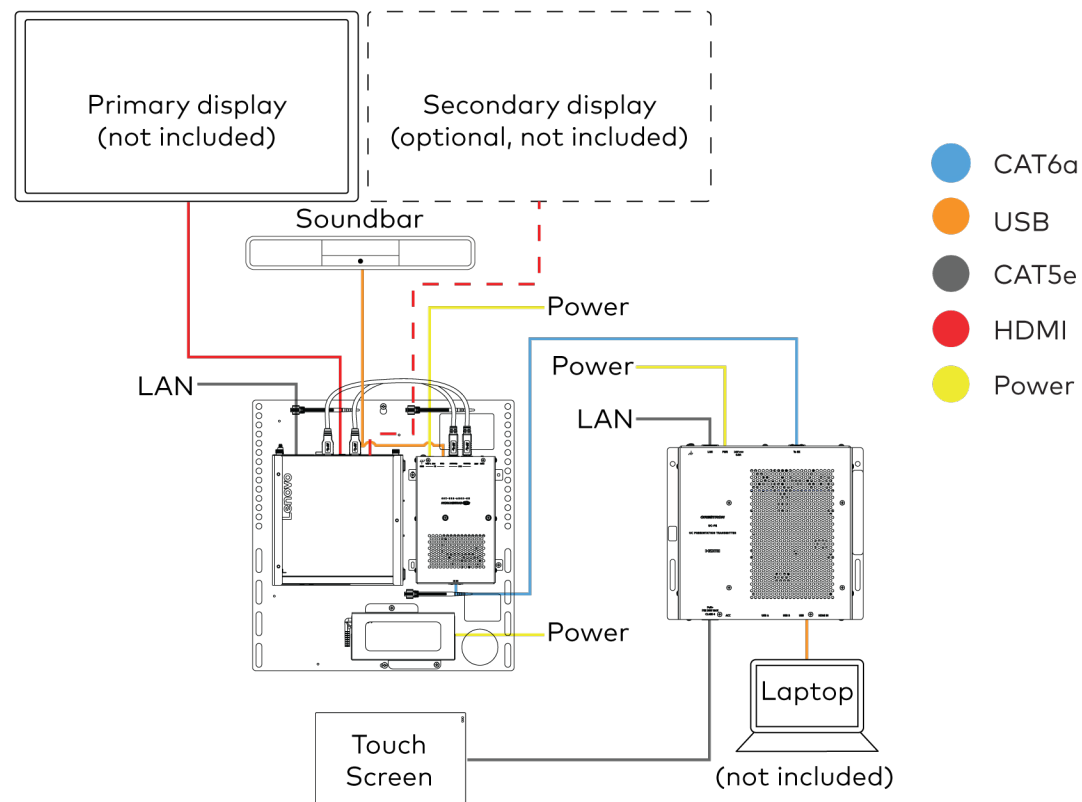 Primary display
(not included)
Secondary display
(optional, not included)
CAT6a
USB
CAT5e
HDMI
Power
Soundbar
Power
Power
LAN
LAN
Lenovo
Power
Laptop
(not included)
Touch
Screen